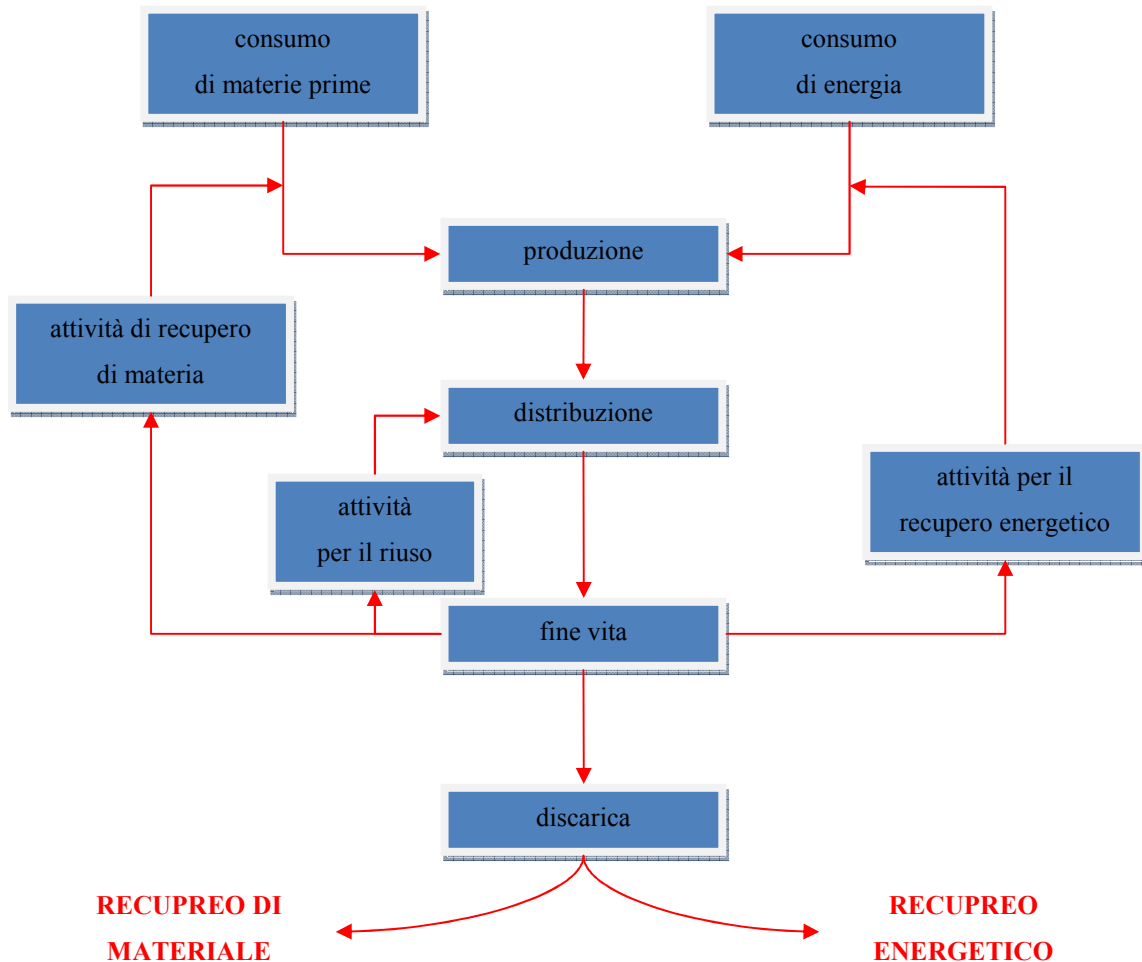 consumo
di materie prime
consumo
di energia
produzione
attività di recupero
di materia
distribuzione
attività
per il riuso
attività per il
recupero energetico
fine vita
discarica
RECUPREO DI
MATERIALE
RECUPREO
ENERGETICO